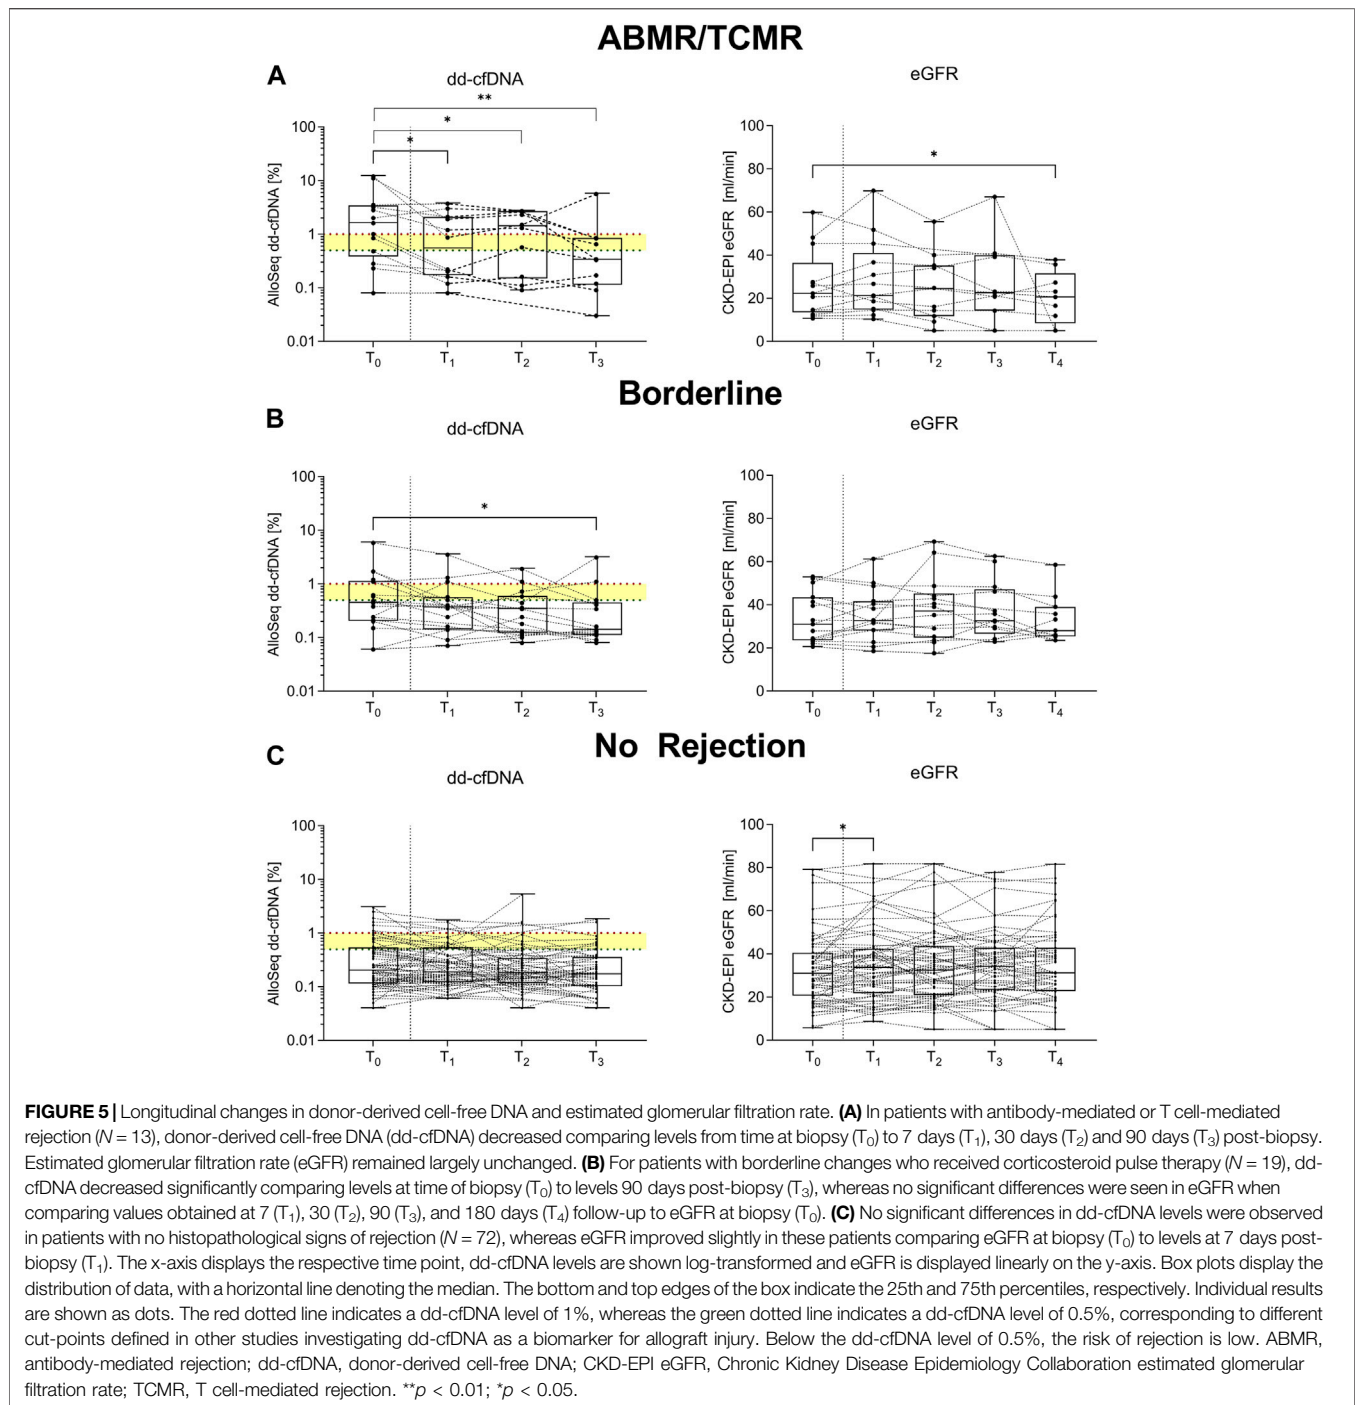 ABMR/TCMR
A
dd-cfDNA
eGFR
**
*
*
*
AlloSeq dd-cfDNA [%]
100
10
1
0.1
0.01
T0 T1 T2 T3
CKD-EPI eGFR [ml/min]
100
80
60
40
20
0
T0 T1 T2 T3 T4
Borderline
B
dd-cfDNA
eGFR
*
AlloSeq dd-cfDNA [%]
100
10
1
0.1
0.01
T0 T1 T2 T3
CKD-EPI eGFR [ml/min]
100
80
60
40
20
0
T0 T1 T2 T3 T4
No Rejection
C
dd-cfDNA
eGFR
*
AlloSeq dd-cfDNA [%]
100
10
1
0.1
0.01
T0 T1 T2 T3
CKD-EPI eGFR [ml/min]
100
80
60
40
20
0
T0 T1 T2 T3 T4
FIGURE 5 | Longitudinal changes in donor-derived cell-free DNA and estimated glomerular filtration rate. (A) In patients with antibody-mediated or T cell-mediated
rejection (N = 13), donor-derived cell-free DNA (dd-cfDNA) decreased comparing levels from time at biopsy (T0) to 7 days (T1), 30 days (T2) and 90 days (T3) post-biopsy.
Estimated glomerular filtration rate (eGFR) remained largely unchanged. (B) For patients with borderline changes who received corticosteroid pulse therapy (N = 19), dd-
cfDNA decreased significantly comparing levels at time of biopsy (T0) to levels 90 days post-biopsy (T3), whereas no significant differences were seen in eGFR when
comparing values obtained at 7 (T1), 30 (T2), 90 (T3), and 180 days (T4) follow-up to eGFR at biopsy (T0). (C) No significant differences in dd-cfDNA levels were observed
in patients with no histopathological signs of rejection (N = 72), whereas eGFR improved slightly in these patients comparing eGFR at biopsy (T0) to levels at 7 days post-
biopsy (T1). The x-axis displays the respective time point, dd-cfDNA levels are shown log-transformed and eGFR is displayed linearly on the y-axis. Box plots display the
distribution of data, with a horizontal line denoting the median. The bottom and top edges of the box indicate the 25th and 75th percentiles, respectively. Individual results
are shown as dots. The red dotted line indicates a dd-cfDNA level of 1%, whereas the green dotted line indicates a dd-cfDNA level of 0.5%, corresponding to different
cut-points defined in other studies investigating dd-cfDNA as a biomarker for allograft injury. Below the dd-cfDNA level of 0.5%, the risk of rejection is low. ABMR,
antibody-mediated rejection; dd-cfDNA, donor-derived cell-free DNA; CKD-EPI eGFR, Chronic Kidney Disease Epidemiology Collaboration estimated glomerular
filtration rate; TCMR, T cell-mediated rejection. **p < 0.01; *p < 0.05.